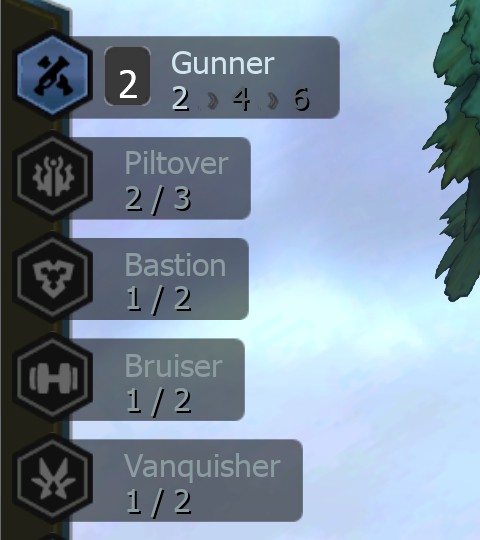 2
Gunner
2 › 4 › 6
Piltover
2 / 3
Bastion
1 / 2
Bruiser
1 / 2
Vanquisher
1 / 2